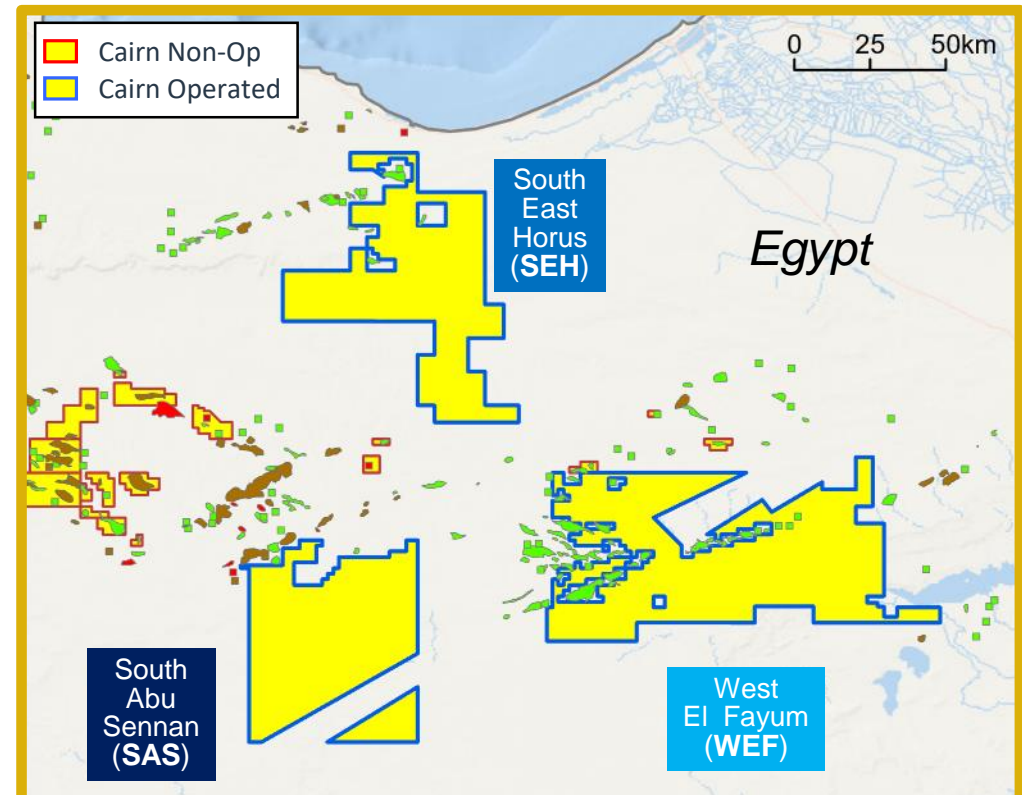 Cairn Non-Op
Cairn Operated
0 25 50km
South
East
Horus
(SEH)
Egypt
South
Abu
Sennan
(SAS)
West
El Fayum
(WEF)